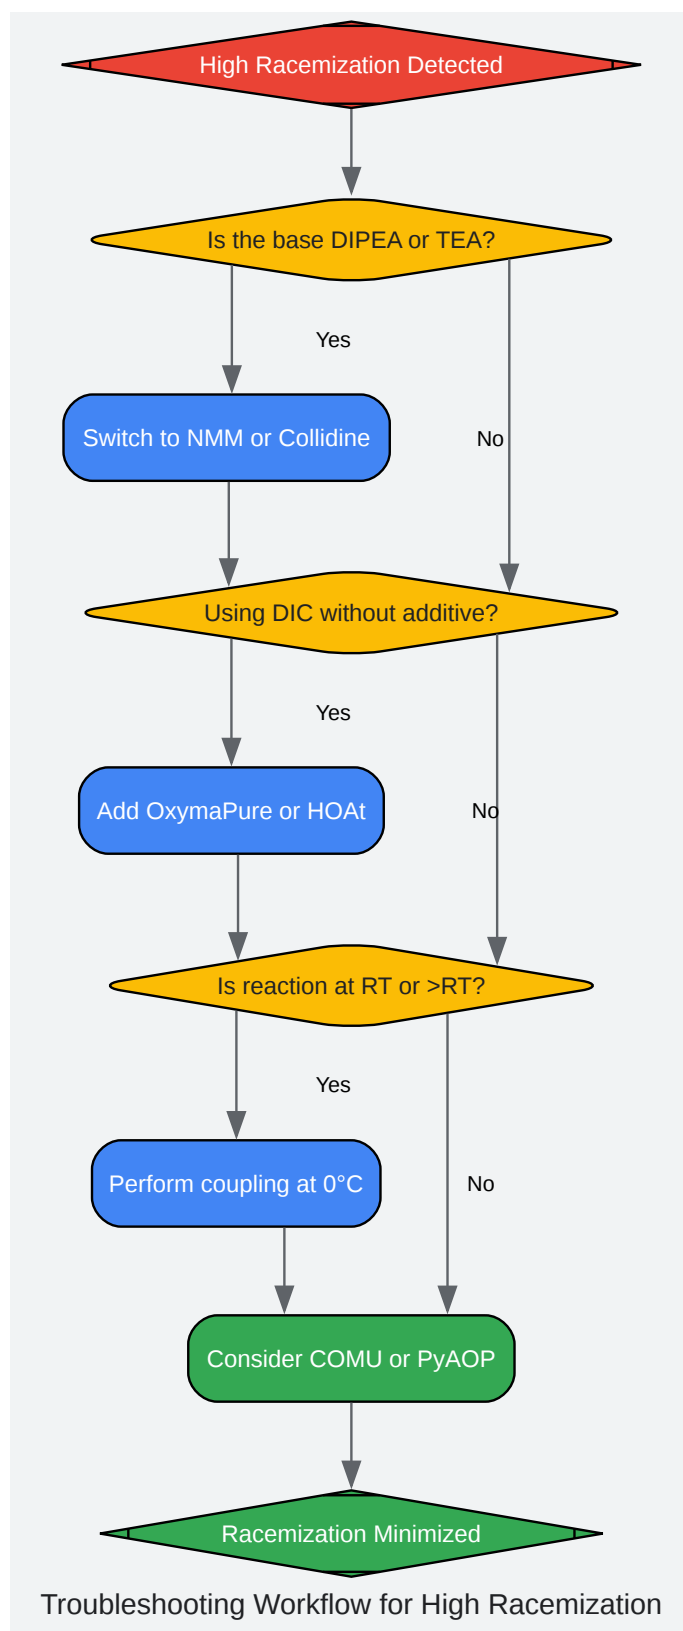 High Racemization Detected
Is the base DIPEA or TEA?
Yes
Switch to NMM or Collidine
No
Using DIC without additive?
Yes
Add OxymaPure or HOAt
No
Is reaction at RT or >RT?
Yes
Perform coupling at 0°C
No
Consider COMU or PyAOP
Racemization Minimized
Troubleshooting Workflow for High Racemization